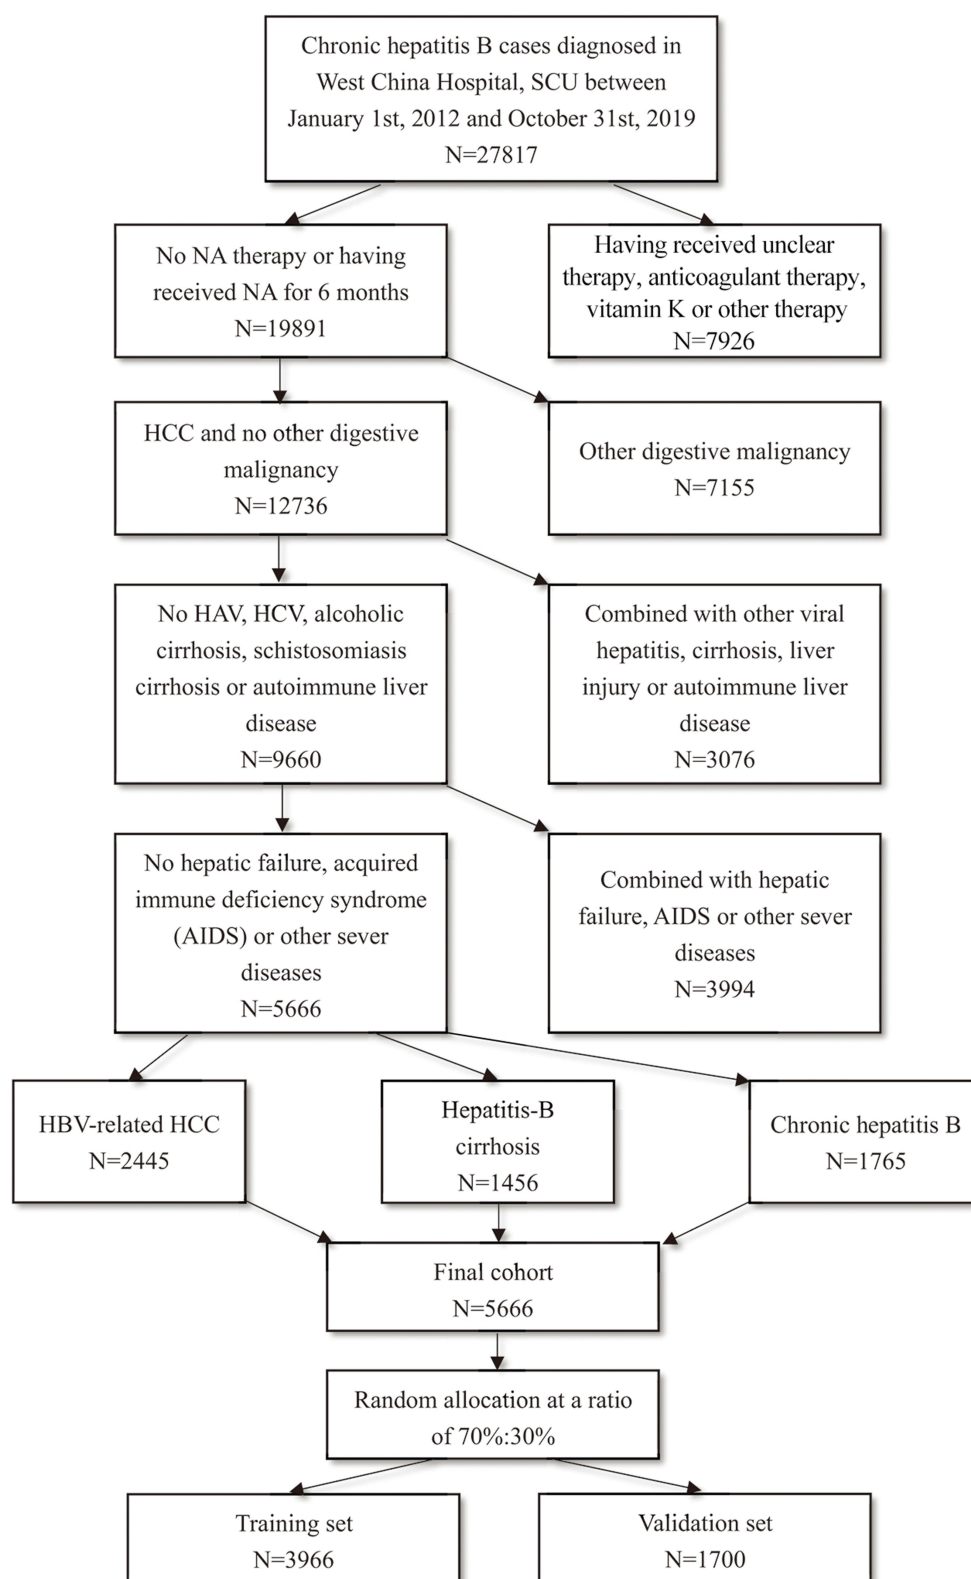 Chronic hepatitis B cases diagnosed in
West China Hospital, SCU between
January 1st, 2012 and October 31st, 2019
N=27817
No NA therapy or having
received NA for 6 months
N=19891
Having received unclear
therapy, anticoagulant therapy,
vitamin K or other therapy
N=7926
HCC and no other digestive
malignancy
N=12736
Other digestive malignancy
N=7155
No HAV, HCV, alcoholic
cirrhosis, schistosomiasis
cirrhosis or autoimmune liver
disease
N=9660
Combined with other viral
hepatitis, cirrhosis, liver
injury or autoimmune liver
disease
N=3076
No hepatic failure, acquired
immune deficiency syndrome
(AIDS) or other sever
diseases
N=5666
Combined with hepatic
failure, AIDS or other sever
diseases
N=3994
HBV-related HCC
N=2445
Hepatitis-B
cirrhosis
N=1456
Chronic hepatitis B
N=1765
Final cohort
N=5666
Random allocation at a ratio
of 70%:30%
Training set
N=3966
Validation set
N=1700